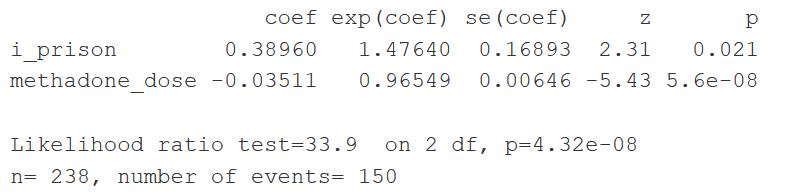 coef exp(coef) se(coef) z p
i_prison 0.38960 1.47640 0.16893 2.31 0.021
methadone_dose -0.03511 0.96549 0.00646 -5.43 5.6e-08
Likelihood ratio test=33.9 on 2 df, p=4.32e-08
n= 238, number of events= 150